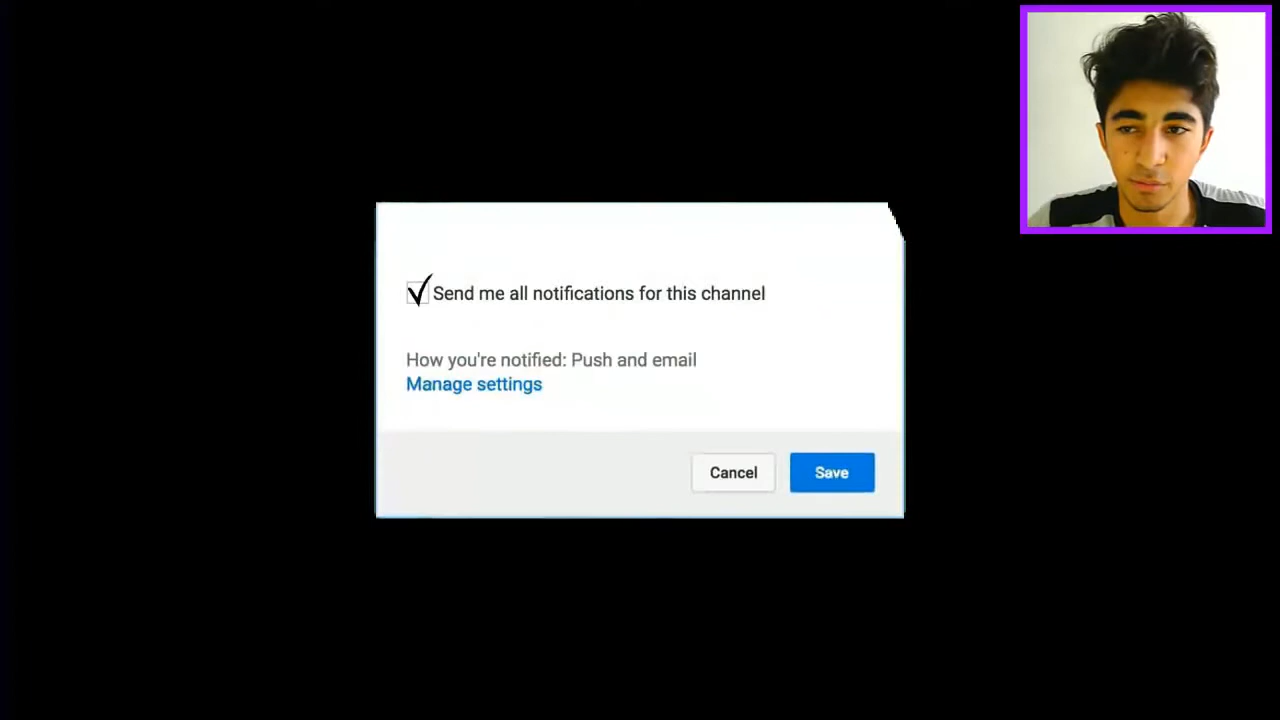 Send me all notifications for this channel
How you're notified: Push and email
Manage settings
Cancel
Save